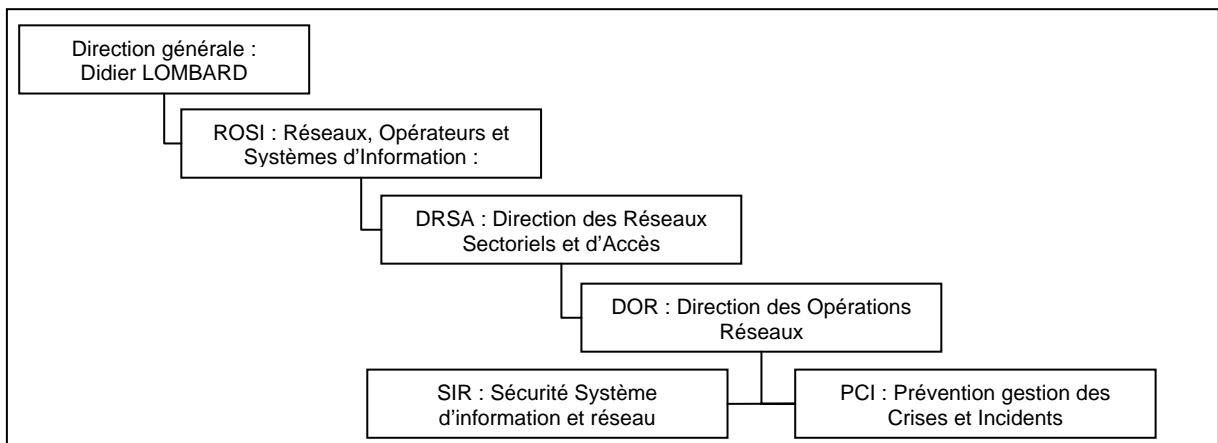 Direction générale :
Didier LOMBARD
ROSI : Réseaux, Opérateurs et
Systèmes d’Information :
DRSA : Direction des Réseaux
Sectoriels et d’Accès
DOR : Direction des Opérations
Réseaux
SIR : Sécurité Système
d’information et réseau
PCI : Prévention gestion des
Crises et Incidents